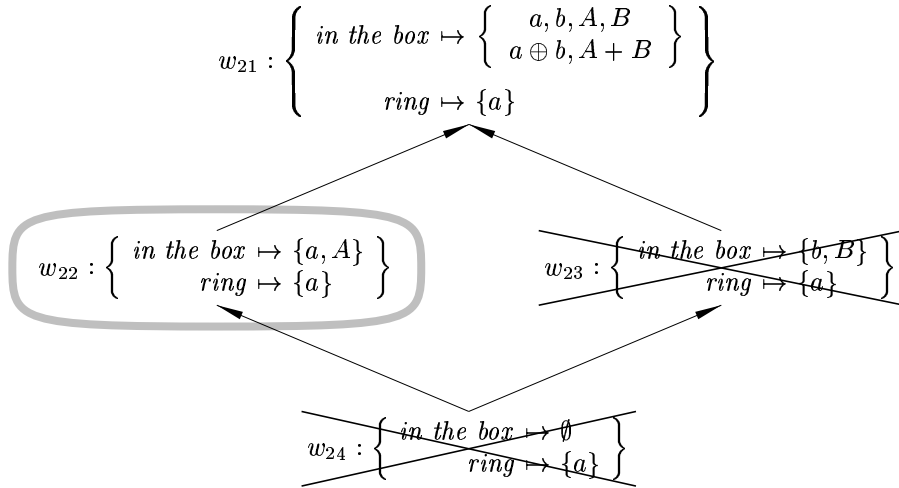 in the box ↦ { a, b, A, B
a ⊕ b, A + B }
w₂₁ : {
ring ↦ {a} }
w₂₂ : { in the box ↦ {a, A}
ring ↦ {a} }
w₂₃ : { in the box ↦ {b, B}
ring ↦ {a} }
w₂₄ : { in the box ↦ ∅
ring ↦ {a} }